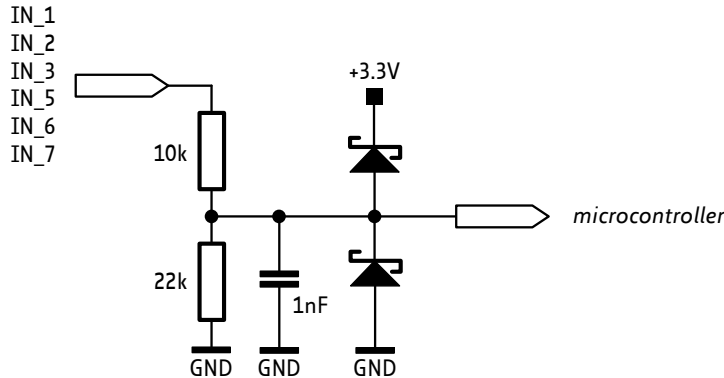 IN_1
IN_2
IN_3
IN_5
IN_6
IN_7
+3.3V
10k
microcontroller
22k
1nF
GND
GND
GND